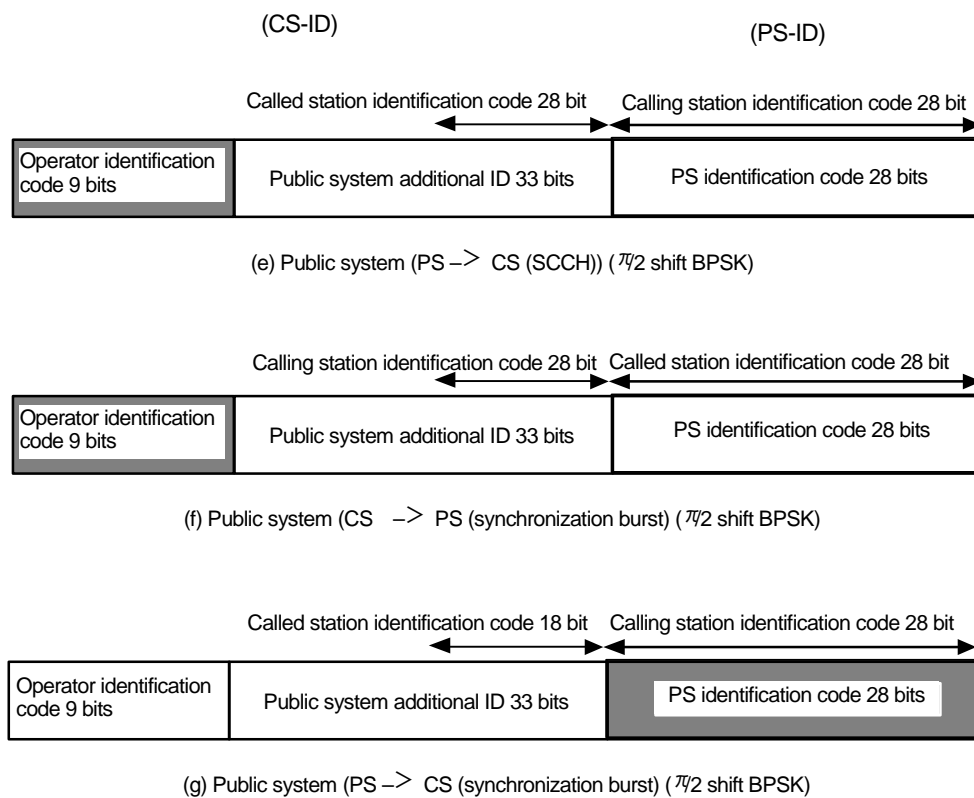 (CS-ID)
(PS-ID)
Called station identification code 28 bit
Calling station identification code 28 bit
Operator identification
code 9 bits
Public system additional ID 33 bits
PS identification code 28 bits
(e) Public system (PS –> CS (SCCH)) (π/2 shift BPSK)
Calling station identification code 28 bit
Called station identification code 28 bit
Operator identification
code 9 bits
Public system additional ID 33 bits
PS identification code 28 bits
(f) Public system (CS –> PS (synchronization burst) (π/2 shift BPSK)
Called station identification code 18 bit
Calling station identification code 28 bit
Operator identification
code 9 bits
Public system additional ID 33 bits
PS identification code 28 bits
(g) Public system (PS –> CS (synchronization burst) (π/2 shift BPSK)